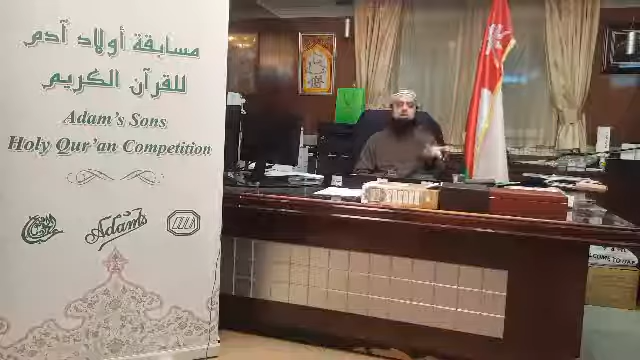 مسابقة أولاد آدم
للقرآن الكريم
Adam's Sons
Holy Qur'an Competition
Adams